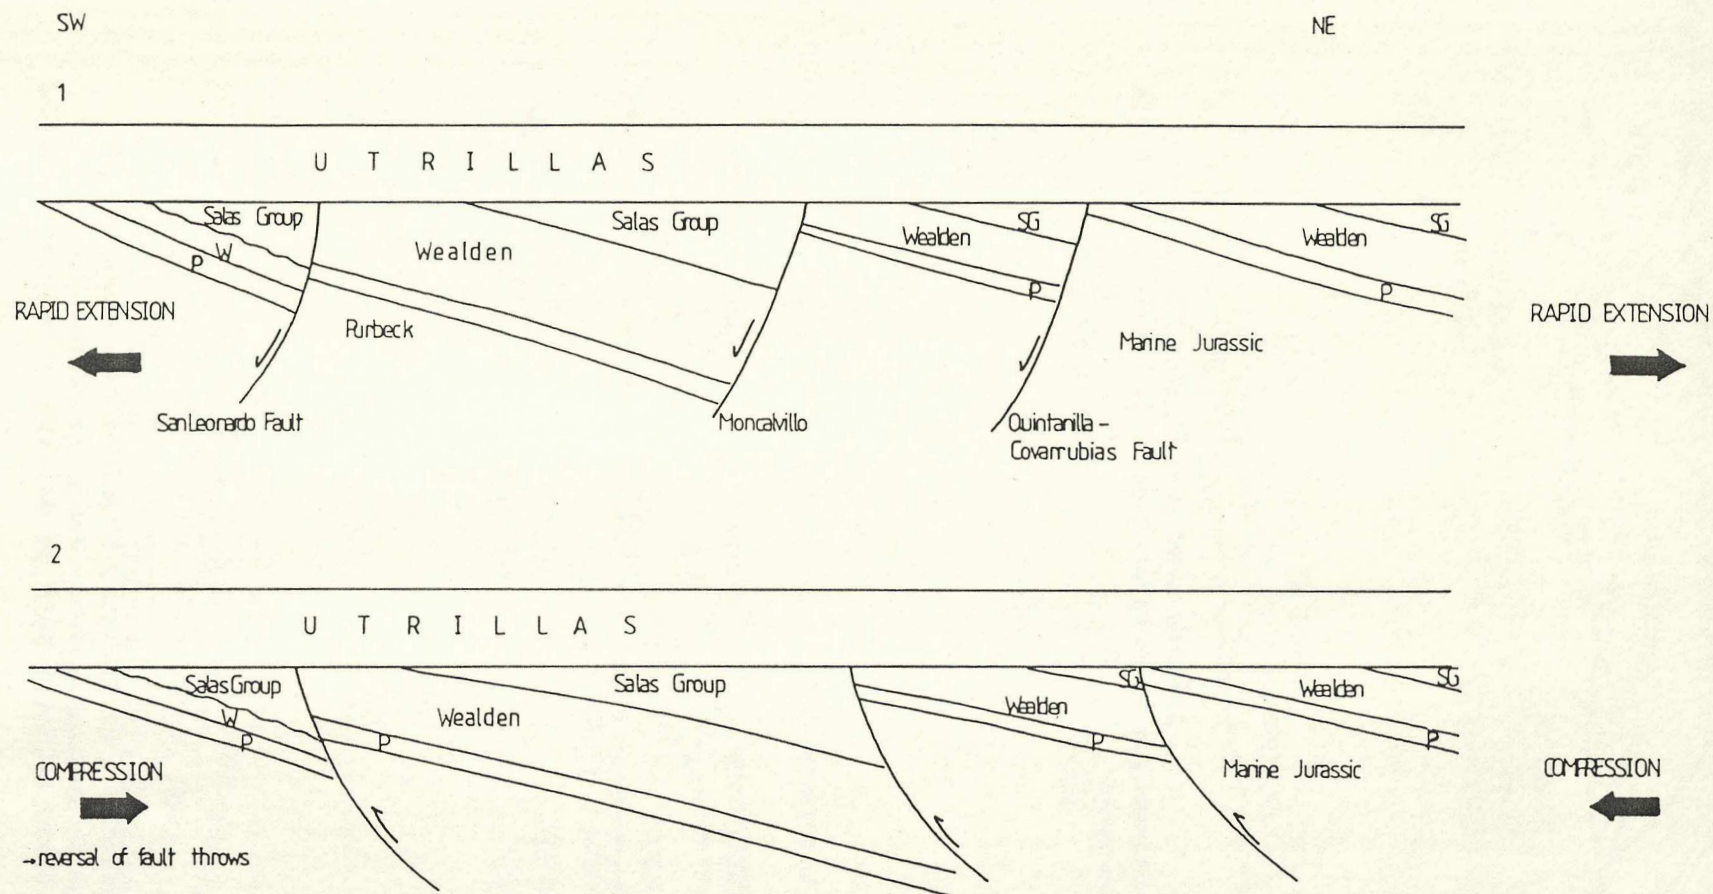 SW NE
1
U T R I L L A S
Salas Group Wealden Salas Group Wealden SG Wealden SG
W
P P P
RAPID EXTENSION Purbeck Marine Jurassic RAPID EXTENSION
San Leonardo Fault Moncalvillo Quintanilla -
Covarrubias Fault
2
U T R I L L A S
Salas Group Wealden Salas Group Wealden SG Wealden SG
W
P P P P
COMPRESSION Marine Jurassic COMPRESSION
→reversal of fault throws